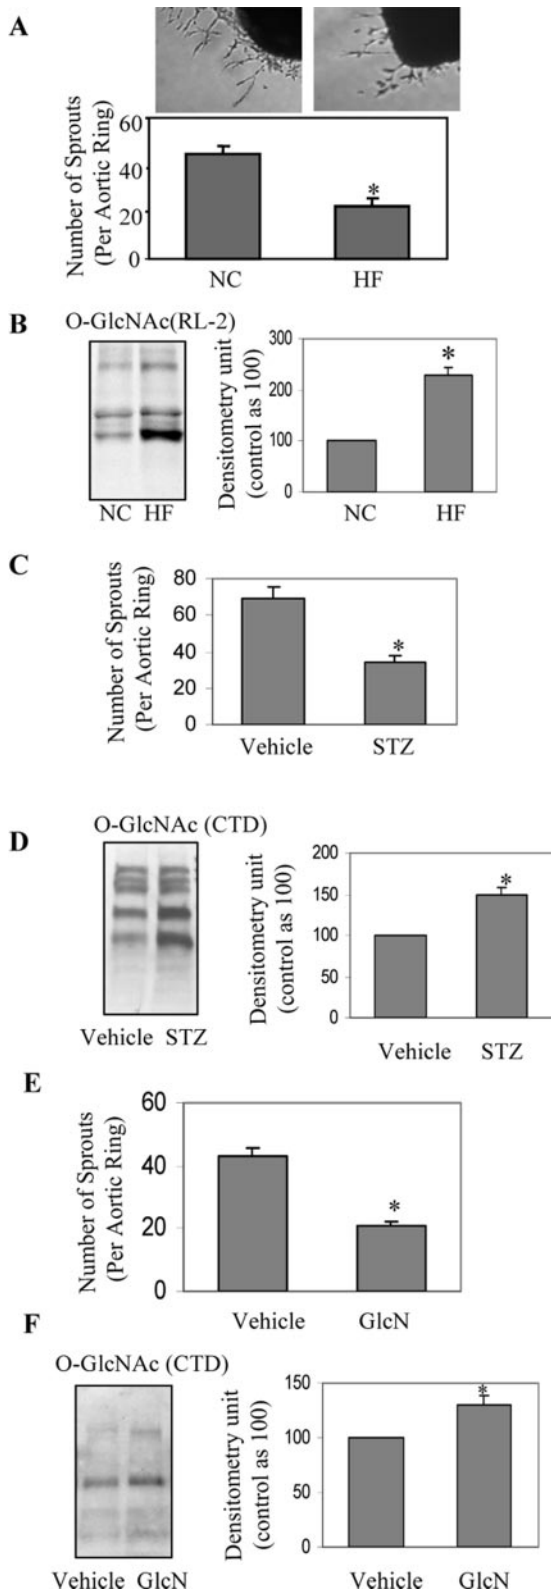 A
Number of Sprouts
(Per Aortic Ring)
60
40
20
0
*
NC HF
B
O-GlcNAc(RL-2)
NC HF
Densitometry unit
(control as 100)
300
200
100
0
*
NC HF
C
Number of Sprouts
(Per Aortic Ring)
80
60
40
20
0
*
Vehicle STZ
D
O-GlcNAc (CTD)
Vehicle STZ
Densitometry unit
(control as 100)
200
150
100
50
0
*
Vehicle STZ
E
Number of Sprouts
(Per Aortic Ring)
60
40
20
0
*
Vehicle GlcN
F
O-GlcNAc (CTD)
Vehicle GlcN
Densitometry unit
(control as 100)
150
100
50
0
*
Vehicle GlcN